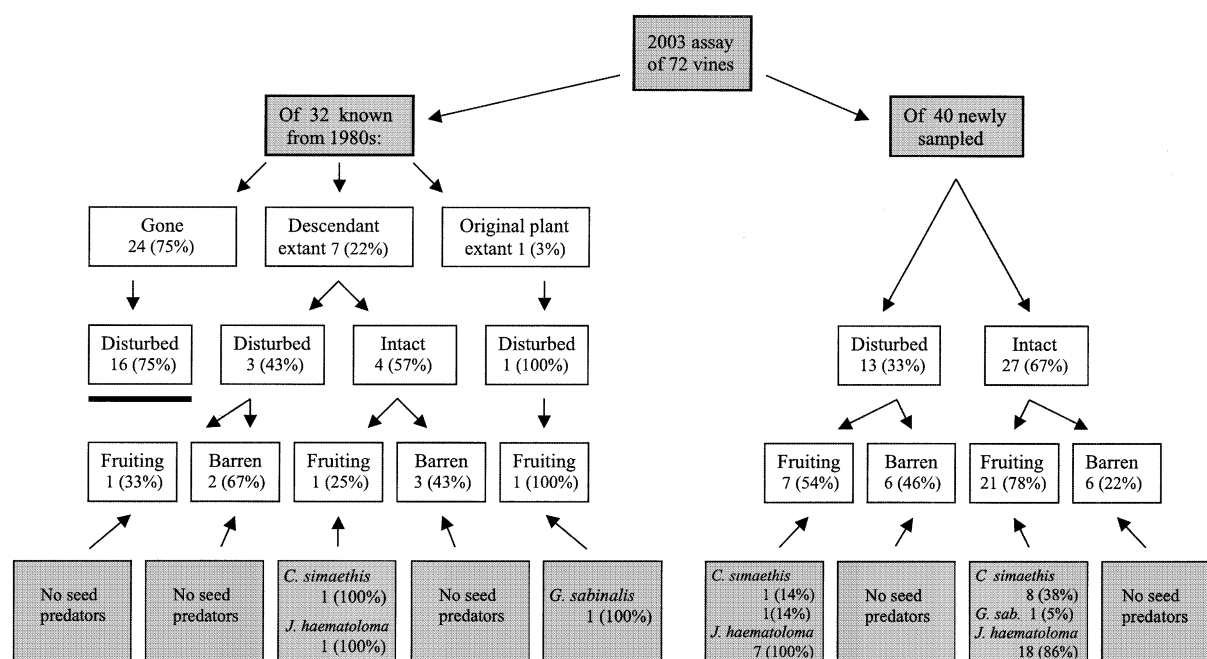 2003 assay
of 72 vines
Of 32 known
from 1980s:
Of 40 newly
sampled
Gone
24 (75%)
Descendant
extant 7 (22%)
Original plant
extant 1 (3%)
Disturbed
16 (75%)
Disturbed
3 (43%)
Intact
4 (57%)
Disturbed
1 (100%)
Disturbed
13 (33%)
Intact
27 (67%)
Fruiting
1 (33%)
Barren
2 (67%)
Fruiting
1 (25%)
Barren
3 (43%)
Fruiting
1 (100%)
Fruiting
7 (54%)
Barren
6 (46%)
Fruiting
21 (78%)
Barren
6 (22%)
No seed
predators
No seed
predators
C. simaethis
1 (100%)
J. haematoloma
1 (100%)
No seed
predators
G. sabinalis
1 (100%)
C. simaethis
1 (14%)
1(14%)
J. haematoloma
7 (100%)
No seed
predators
C simaethis
8 (38%)
G. sab. 1 (5%)
J. haematoloma
18 (86%)
No seed
predators